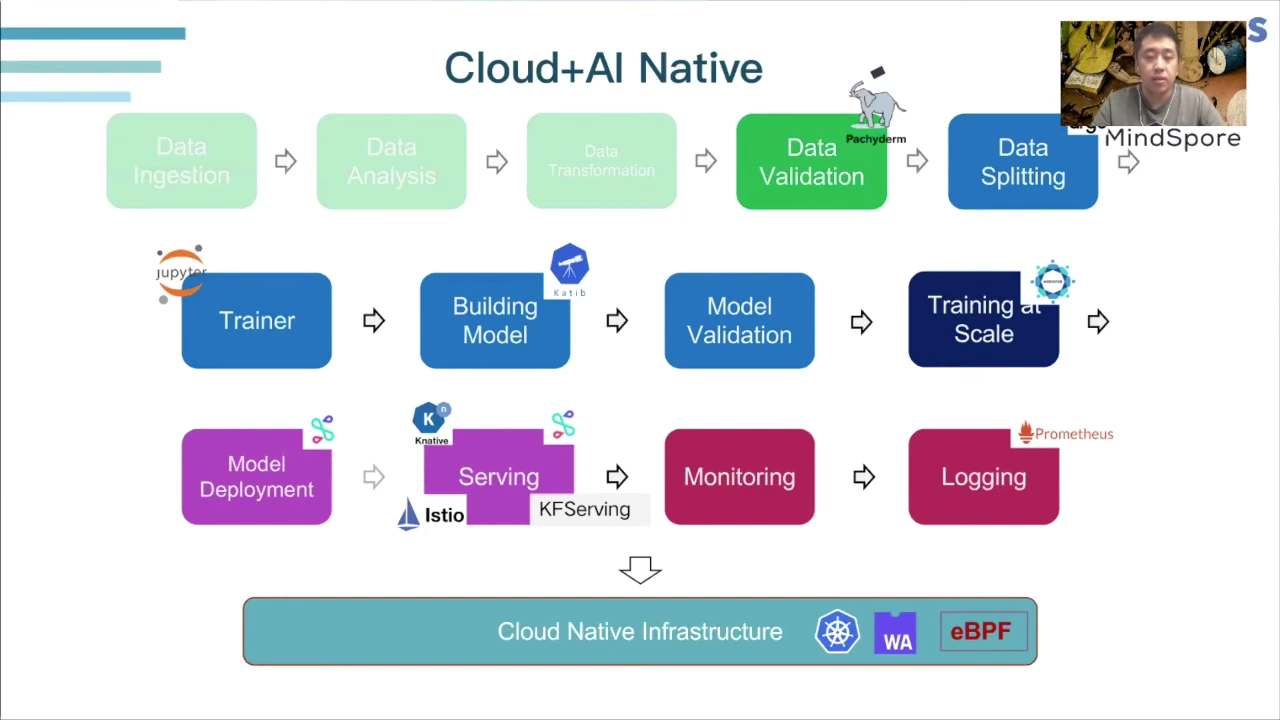 Cloud+AI Native
S
MindSpore
Data
Ingestion
Data
Analysis
Data
Transformation
Pachyderm
Data
Validation
Data
Splitting
jupyter
Trainer
Katib
Building
Model
Model
Validation
Training at
Scale
Model
Deployment
K
n
Knative
Serving
Istio
KFServing
Monitoring
Prometheus
Logging
Cloud Native Infrastructure
WA
eBPF